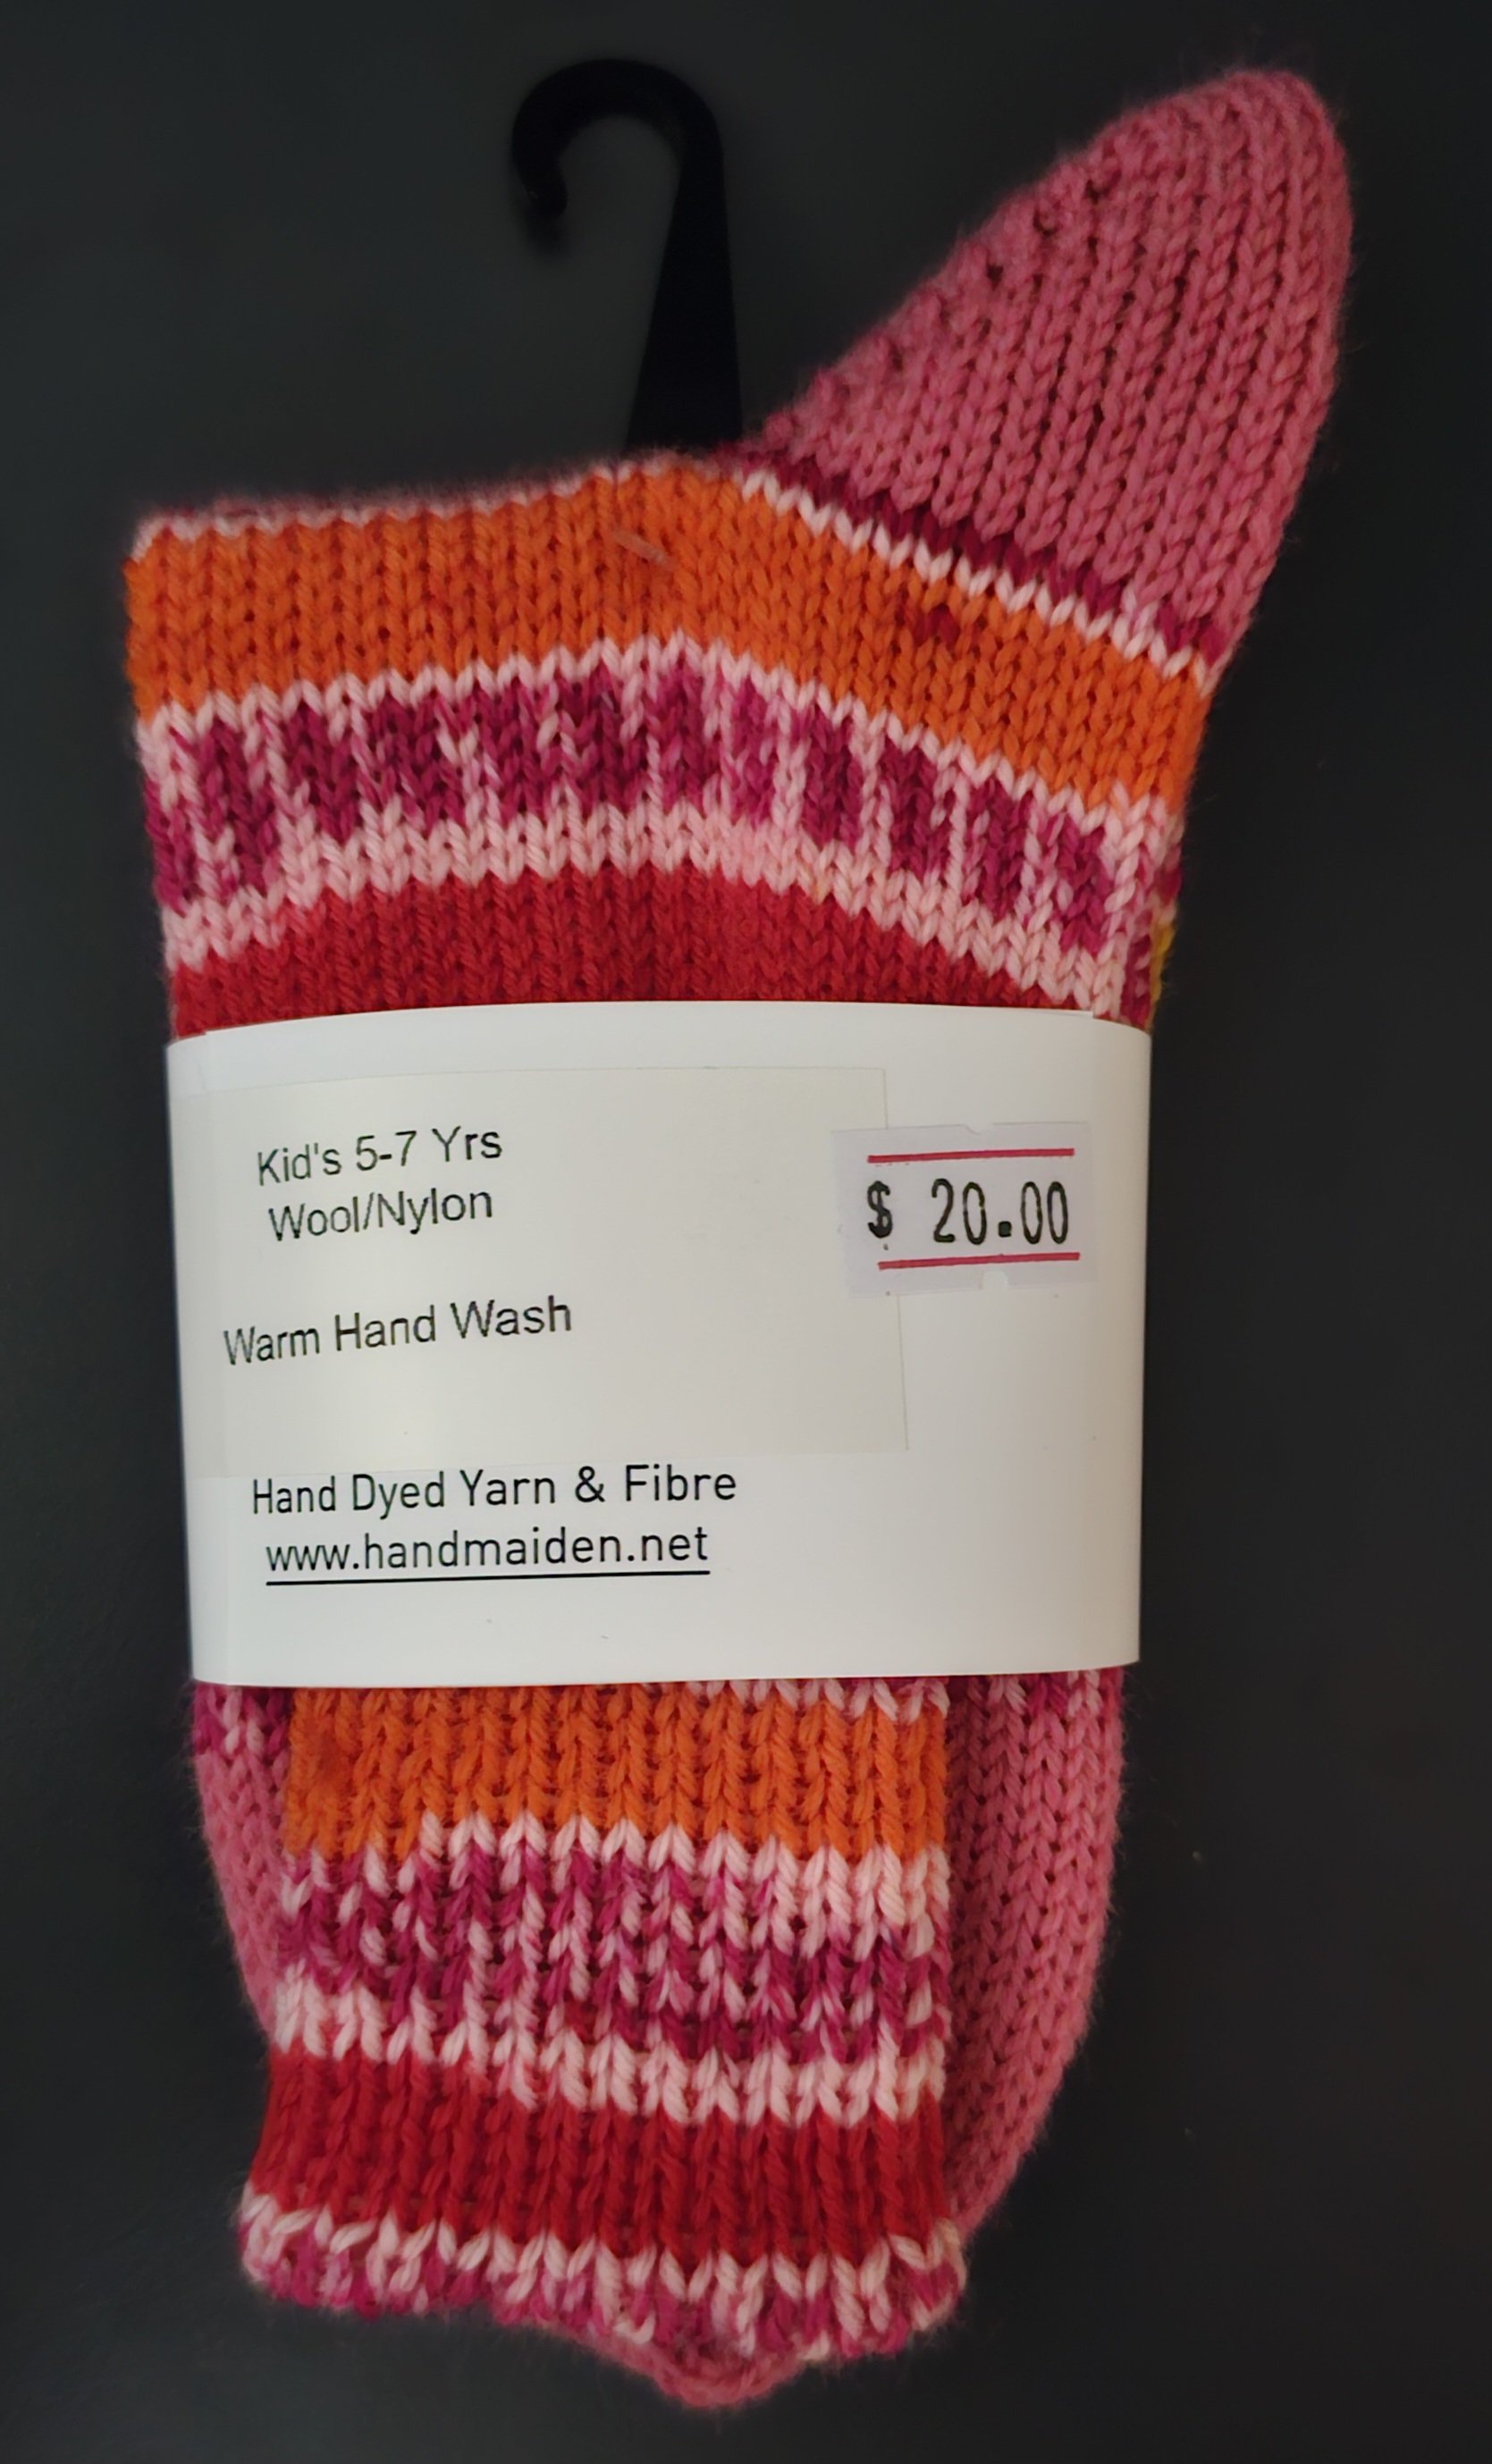 Kid's 5-7 Yrs
Wool/Nylon
$ 20.00
Warm Hand Wash
Hand Dyed Yarn & Fibre
www.handmaiden.net